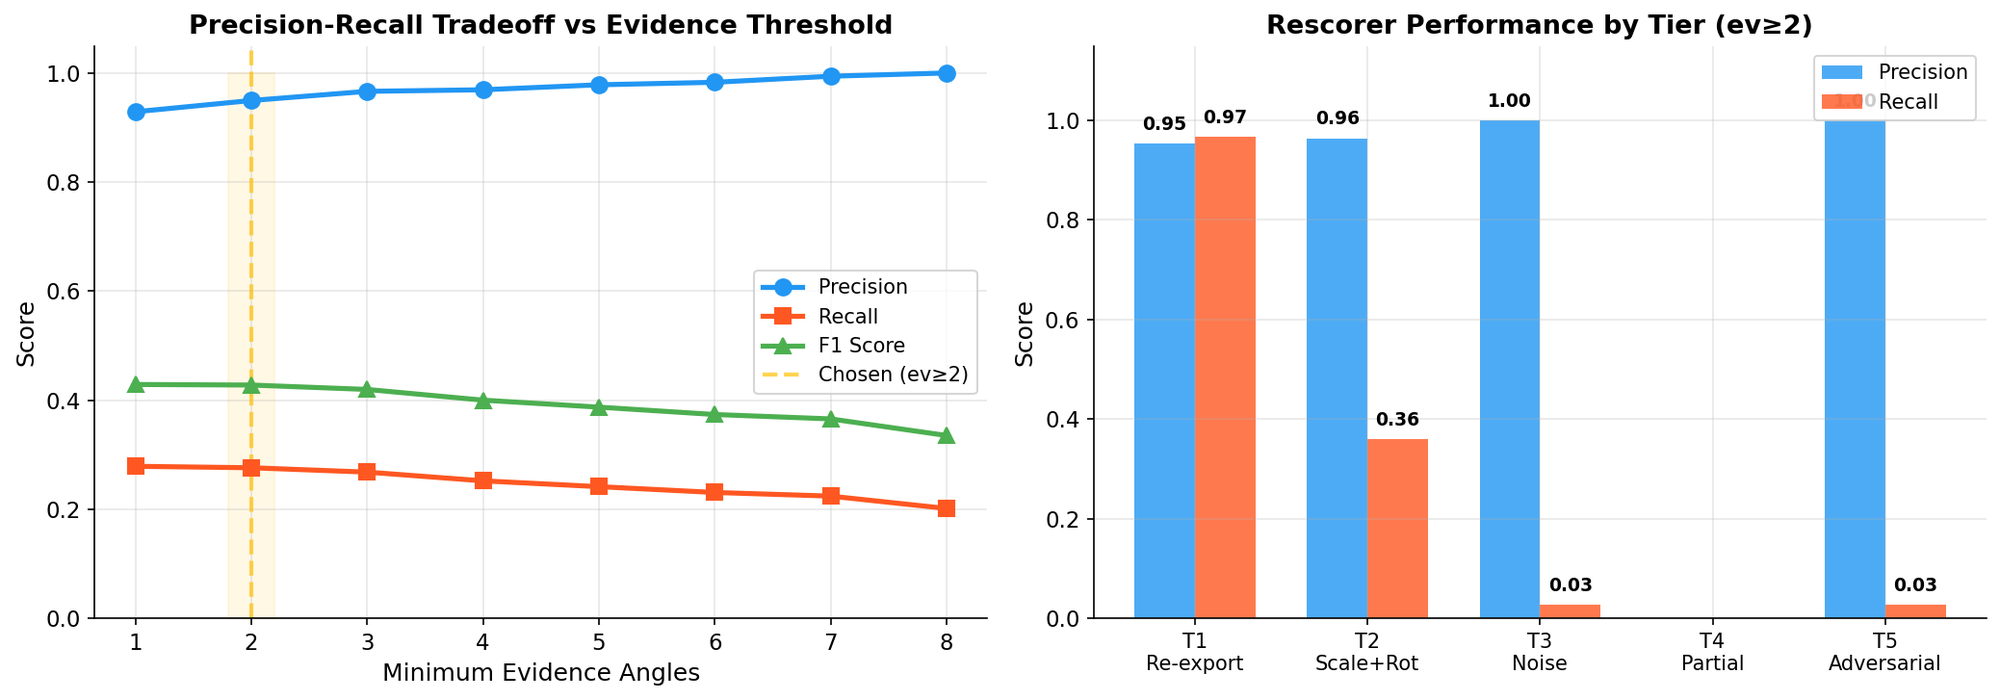 Precision-Recall Tradeoff vs Evidence Threshold
Score
1.0
0.8
0.6
0.4
0.2
0.0
Precision
Recall
F1 Score
Chosen (ev≥2)
1 2 3 4 5 6 7 8
Minimum Evidence Angles
Rescorer Performance by Tier (ev≥2)
Score
1.0
0.8
0.6
0.4
0.2
0.0
Precision
Recall
0.95 0.97 0.96 1.00 1.00
0.36
0.03 0.03
T1 T2 T3 T4 T5
Re-export Scale+Rot Noise Partial Adversarial